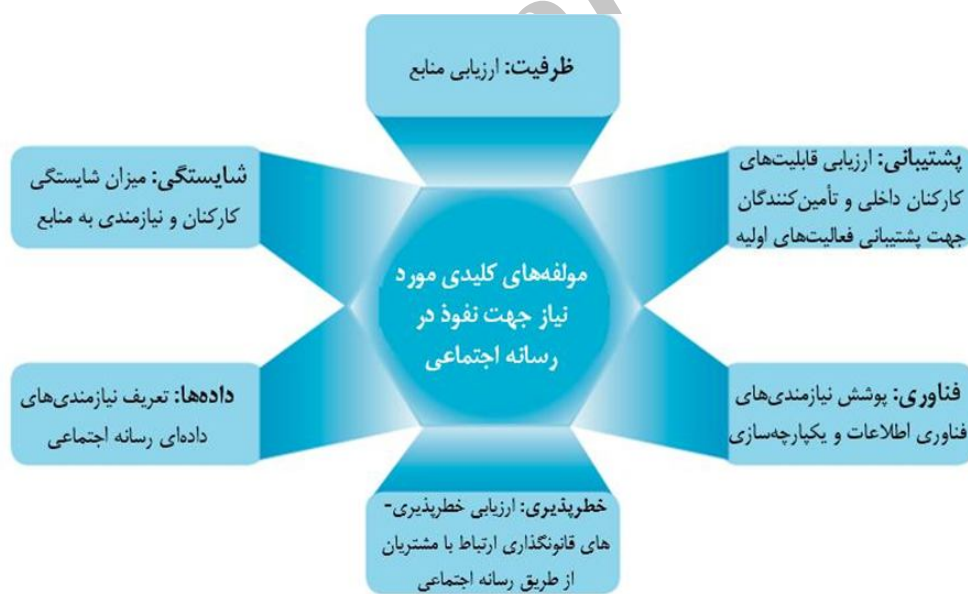 ظرفیت: ارزیابی منابع
پشتیبانی: ارزیابی قابلیت‌های
کارکنان داخلی و تأمین‌کنندگان
جهت پشتیبانی فعالیت‌های اولیه
شایستگی: میزان شایستگی
کارکنان و نیازمندی به منابع
مولفه‌های کلیدی مورد
نیاز جهت نفوذ در
رسانه اجتماعی
فناوری: پوشش نیازمندی‌های
فناوری اطلاعات و یکپارچه‌سازی
داده‌ها: تعریف نیازمندی‌های
داده‌ای رسانه اجتماعی
خطرپذیری: ارزیابی خطرپذیری-
های قانونگذاری ارتباط با مشتریان
از طریق رسانه اجتماعی